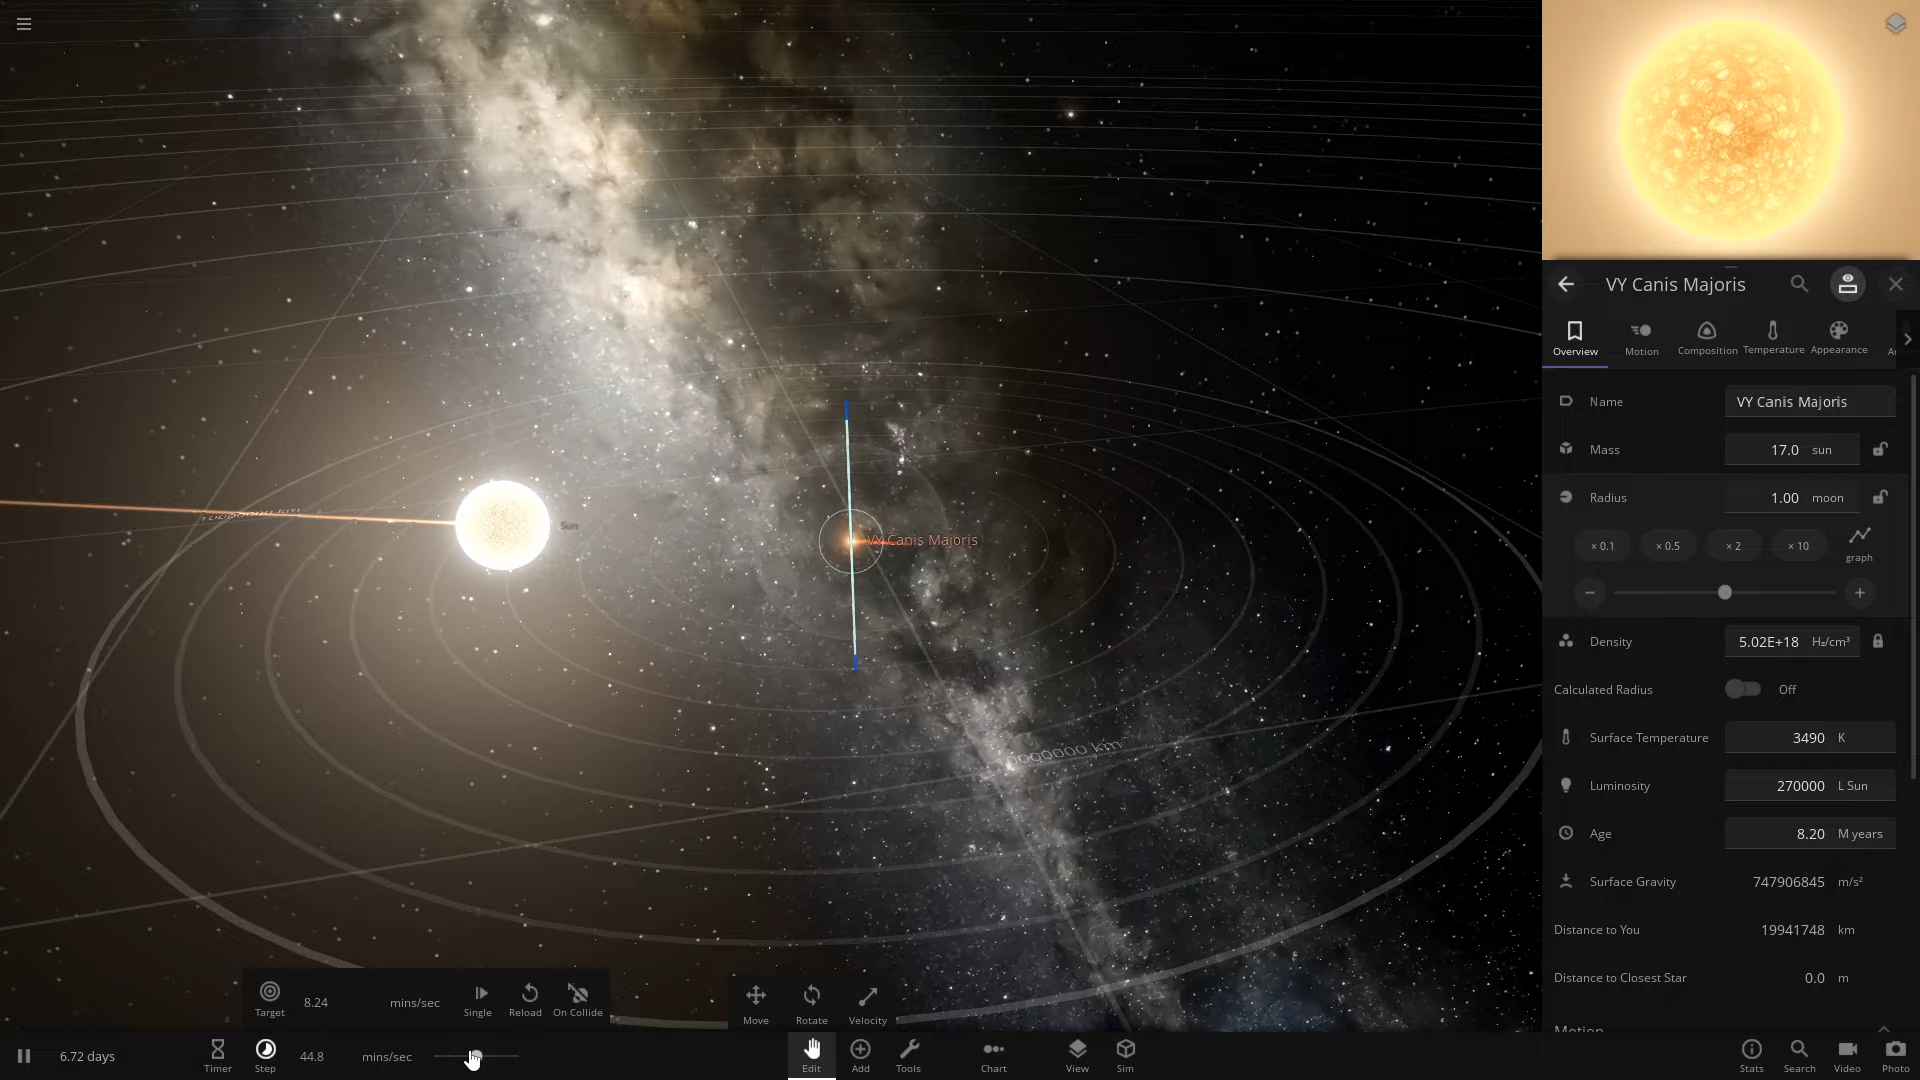 VY Canis Majoris
Overview
Motion
Composition
Temperature
Appearance
Name
VY Canis Majoris
Mass
17.0 sun
Radius
1.00 moon
× 0.1
× 0.5
× 2
× 10
graph
Density
5.02E+18 H₂/cm³
Calculated Radius
Off
Surface Temperature
3490 K
Luminosity
270000 L Sun
Age
8.20 M years
Surface Gravity
747906845 m/s²
Distance to You
19941748 km
Distance to Closest Star
0.0 m
Motion
Sun
VY Canis Majoris
Target
8.24 mins/sec
Single
Reload
On Collide
Move
Rotate
Velocity
6.72 days
Timer
Step
44.8 mins/sec
Edit
Add
Tools
Chart
View
Sim
Stats
Search
Video
Photo